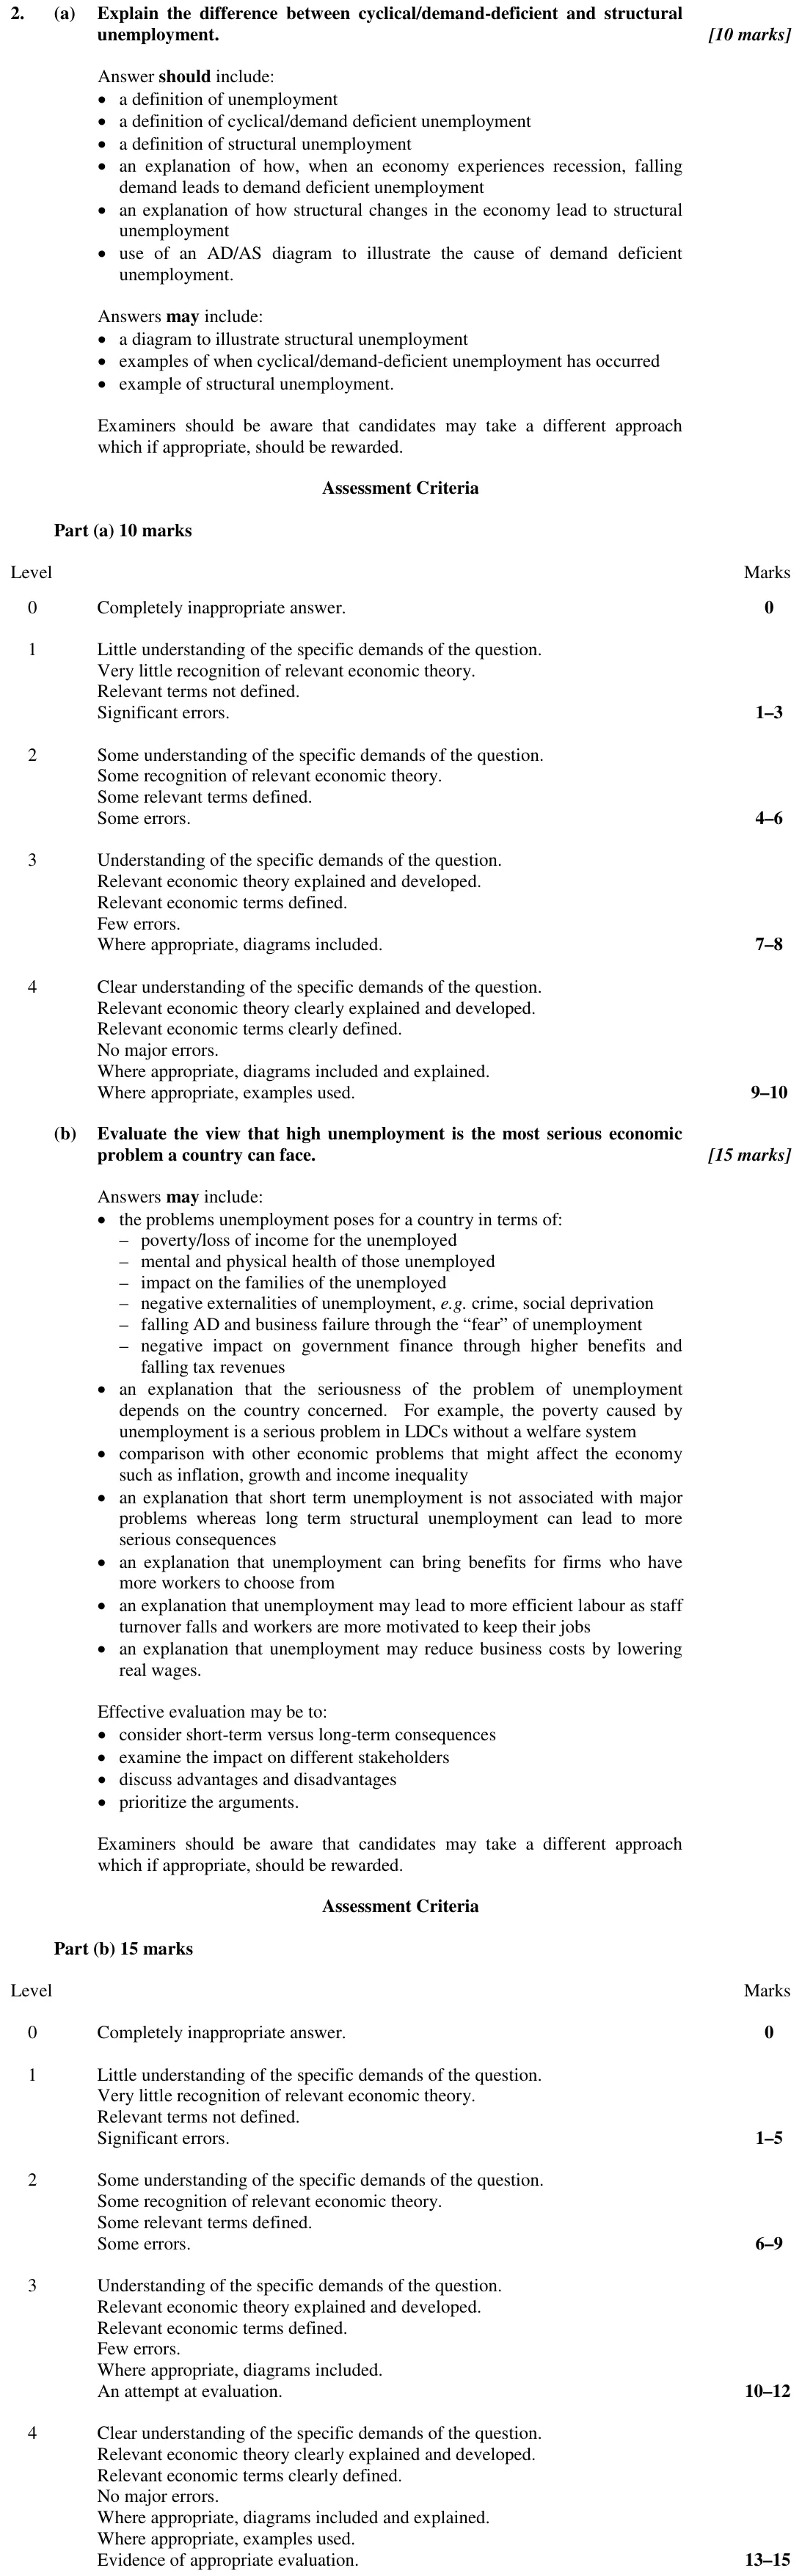 2. (a) Explain the difference between cyclical/demand-deficient and structural
unemployment. [10 marks]
Answer should include:
• a definition of unemployment
• a definition of cyclical/demand deficient unemployment
• a definition of structural unemployment
• an explanation of how, when an economy experiences recession, falling
demand leads to demand deficient unemployment
• an explanation of how structural changes in the economy lead to structural
unemployment
• use of an AD/AS diagram to illustrate the cause of demand deficient
unemployment.
Answers may include:
• a diagram to illustrate structural unemployment
• examples of when cyclical/demand-deficient unemployment has occurred
• example of structural unemployment.
Examiners should be aware that candidates may take a different approach
which if appropriate, should be rewarded.
Assessment Criteria
Part (a) 10 marks
Level Marks
0 Completely inappropriate answer. 0
1 Little understanding of the specific demands of the question.
Very little recognition of relevant economic theory.
Relevant terms not defined.
Significant errors. 1–3
2 Some understanding of the specific demands of the question.
Some recognition of relevant economic theory.
Some relevant terms defined.
Some errors. 4–6
3 Understanding of the specific demands of the question.
Relevant economic theory explained and developed.
Relevant economic terms defined.
Few errors.
Where appropriate, diagrams included. 7–8
4 Clear understanding of the specific demands of the question.
Relevant economic theory clearly explained and developed.
Relevant economic terms clearly defined.
No major errors.
Where appropriate, diagrams included and explained.
Where appropriate, examples used. 9–10
(b) Evaluate the view that high unemployment is the most serious economic
problem a country can face. [15 marks]
Answers may include:
• the problems unemployment poses for a country in terms of:
– poverty/loss of income for the unemployed
– mental and physical health of those unemployed
– impact on the families of the unemployed
– negative externalities of unemployment, e.g. crime, social deprivation
– falling AD and business failure through the “fear” of unemployment
– negative impact on government finance through higher benefits and
falling tax revenues
• an explanation that the seriousness of the problem of unemployment
depends on the country concerned. For example, the poverty caused by
unemployment is a serious problem in LDCs without a welfare system
• comparison with other economic problems that might affect the economy
such as inflation, growth and income inequality
• an explanation that short term unemployment is not associated with major
problems whereas long term structural unemployment can lead to more
serious consequences
• an explanation that unemployment can bring benefits for firms who have
more workers to choose from
• an explanation that unemployment may lead to more efficient labour as staff
turnover falls and workers are more motivated to keep their jobs
• an explanation that unemployment may reduce business costs by lowering
real wages.
Effective evaluation may be to:
• consider short-term versus long-term consequences
• examine the impact on different stakeholders
• discuss advantages and disadvantages
• prioritize the arguments.
Examiners should be aware that candidates may take a different approach
which if appropriate, should be rewarded.
Assessment Criteria
Part (b) 15 marks
Level Marks
0 Completely inappropriate answer. 0
1 Little understanding of the specific demands of the question.
Very little recognition of relevant economic theory.
Relevant terms not defined.
Significant errors. 1–5
2 Some understanding of the specific demands of the question.
Some recognition of relevant economic theory.
Some relevant terms defined.
Some errors. 6–9
3 Understanding of the specific demands of the question.
Relevant economic theory explained and developed.
Relevant economic terms defined.
Few errors.
Where appropriate, diagrams included.
An attempt at evaluation. 10–12
4 Clear understanding of the specific demands of the question.
Relevant economic theory clearly explained and developed.
Relevant economic terms clearly defined.
No major errors.
Where appropriate, diagrams included and explained.
Where appropriate, examples used.
Evidence of appropriate evaluation. 13–15